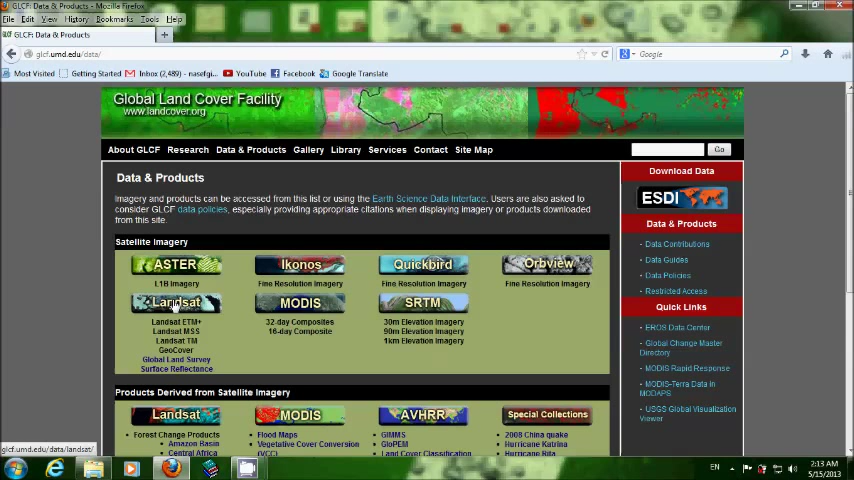 GLCF: Data & Products - Mozilla Firefox
File Edit View History Bookmarks Tools Help
GLCF: Data & Products
glcf.umd.edu/data/
Google
Most Visited Getting Started Inbox (2,489) - nasefgi... YouTube Facebook Google Translate
Global Land Cover Facility
www.landcover.org
About GLCF Research Data & Products Gallery Library Services Contact Site Map
Go
Data & Products
Imagery and products can be accessed from this list or using the Earth Science Data Interface. Users are also asked to
consider GLCF data policies, especially providing appropriate citations when displaying imagery or products downloaded
from this site.
Satellite Imagery
ASTER Ikonos Quickbird Orbview
L1B Imagery Fine Resolution Imagery Fine Resolution Imagery Fine Resolution Imagery
Landsat MODIS SRTM
Landsat ETM+ 32-day Composites 30m Elevation Imagery
Landsat MSS 16-day Composite 90m Elevation Imagery
Landsat TM 1km Elevation Imagery
GeoCover
Global Land Survey
Surface Reflectance
Products Derived from Satellite Imagery
Landsat MODIS AVHRR Special Collections
Forest Change Products Flood Maps GIMMS 2008 China quake
Amazon Basin Vegetative Cover Conversion GloPEM Hurricane Katrina
Central Africa (VCC) Land Cover Classification Hurricane Rita
Download Data
ESDI
Data & Products
Data Contributions
Data Guides
Data Policies
Restricted Access
Quick Links
EROS Data Center
Global Change Master
Directory
MODIS Rapid Response
MODIS-Terra Data in
MODAPS
USGS Global Visualization
Viewer
glcf.umd.edu/data/landsat/
EN
2:13 AM
5/15/2013